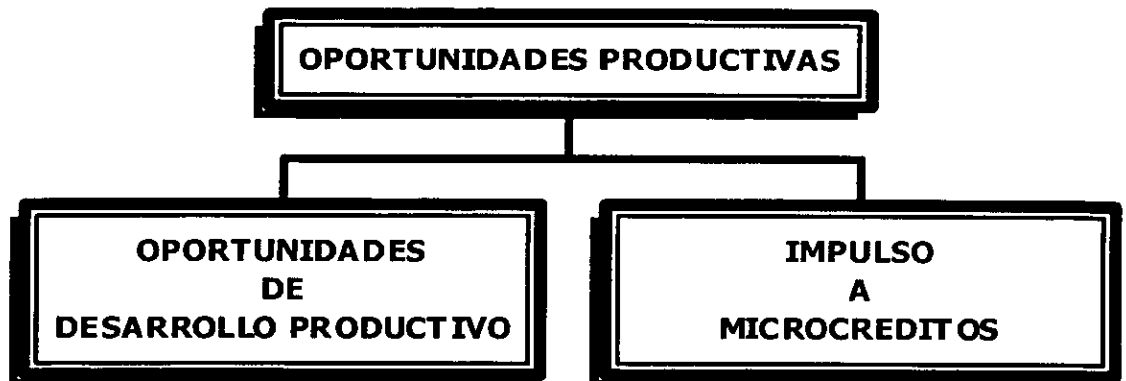 OPORTUNIDADES PRODUCTIVAS
OPORTUNIDADES
DE
DESARROLLO PRODUCTIVO
IMPULSO
A
MICROCREDITOS